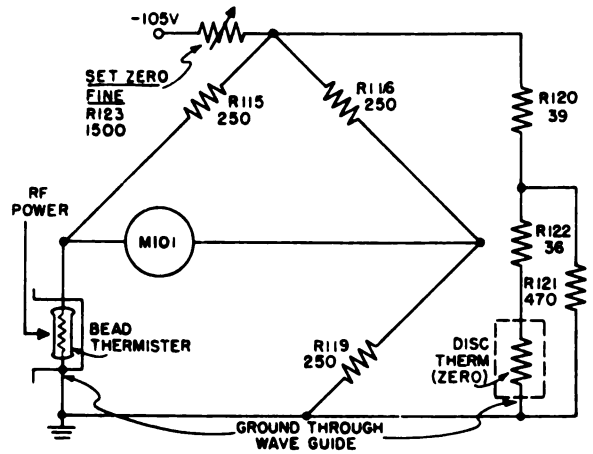 -105V
SET ZERO
FINE
R123
1500
R115
250
R116
250
R120
39
RF
POWER
M101
R122
36
R121
470
BEAD
THERMISTER
R119
250
DISC
THERM
(ZERO)
GROUND THROUGH
WAVE GUIDE